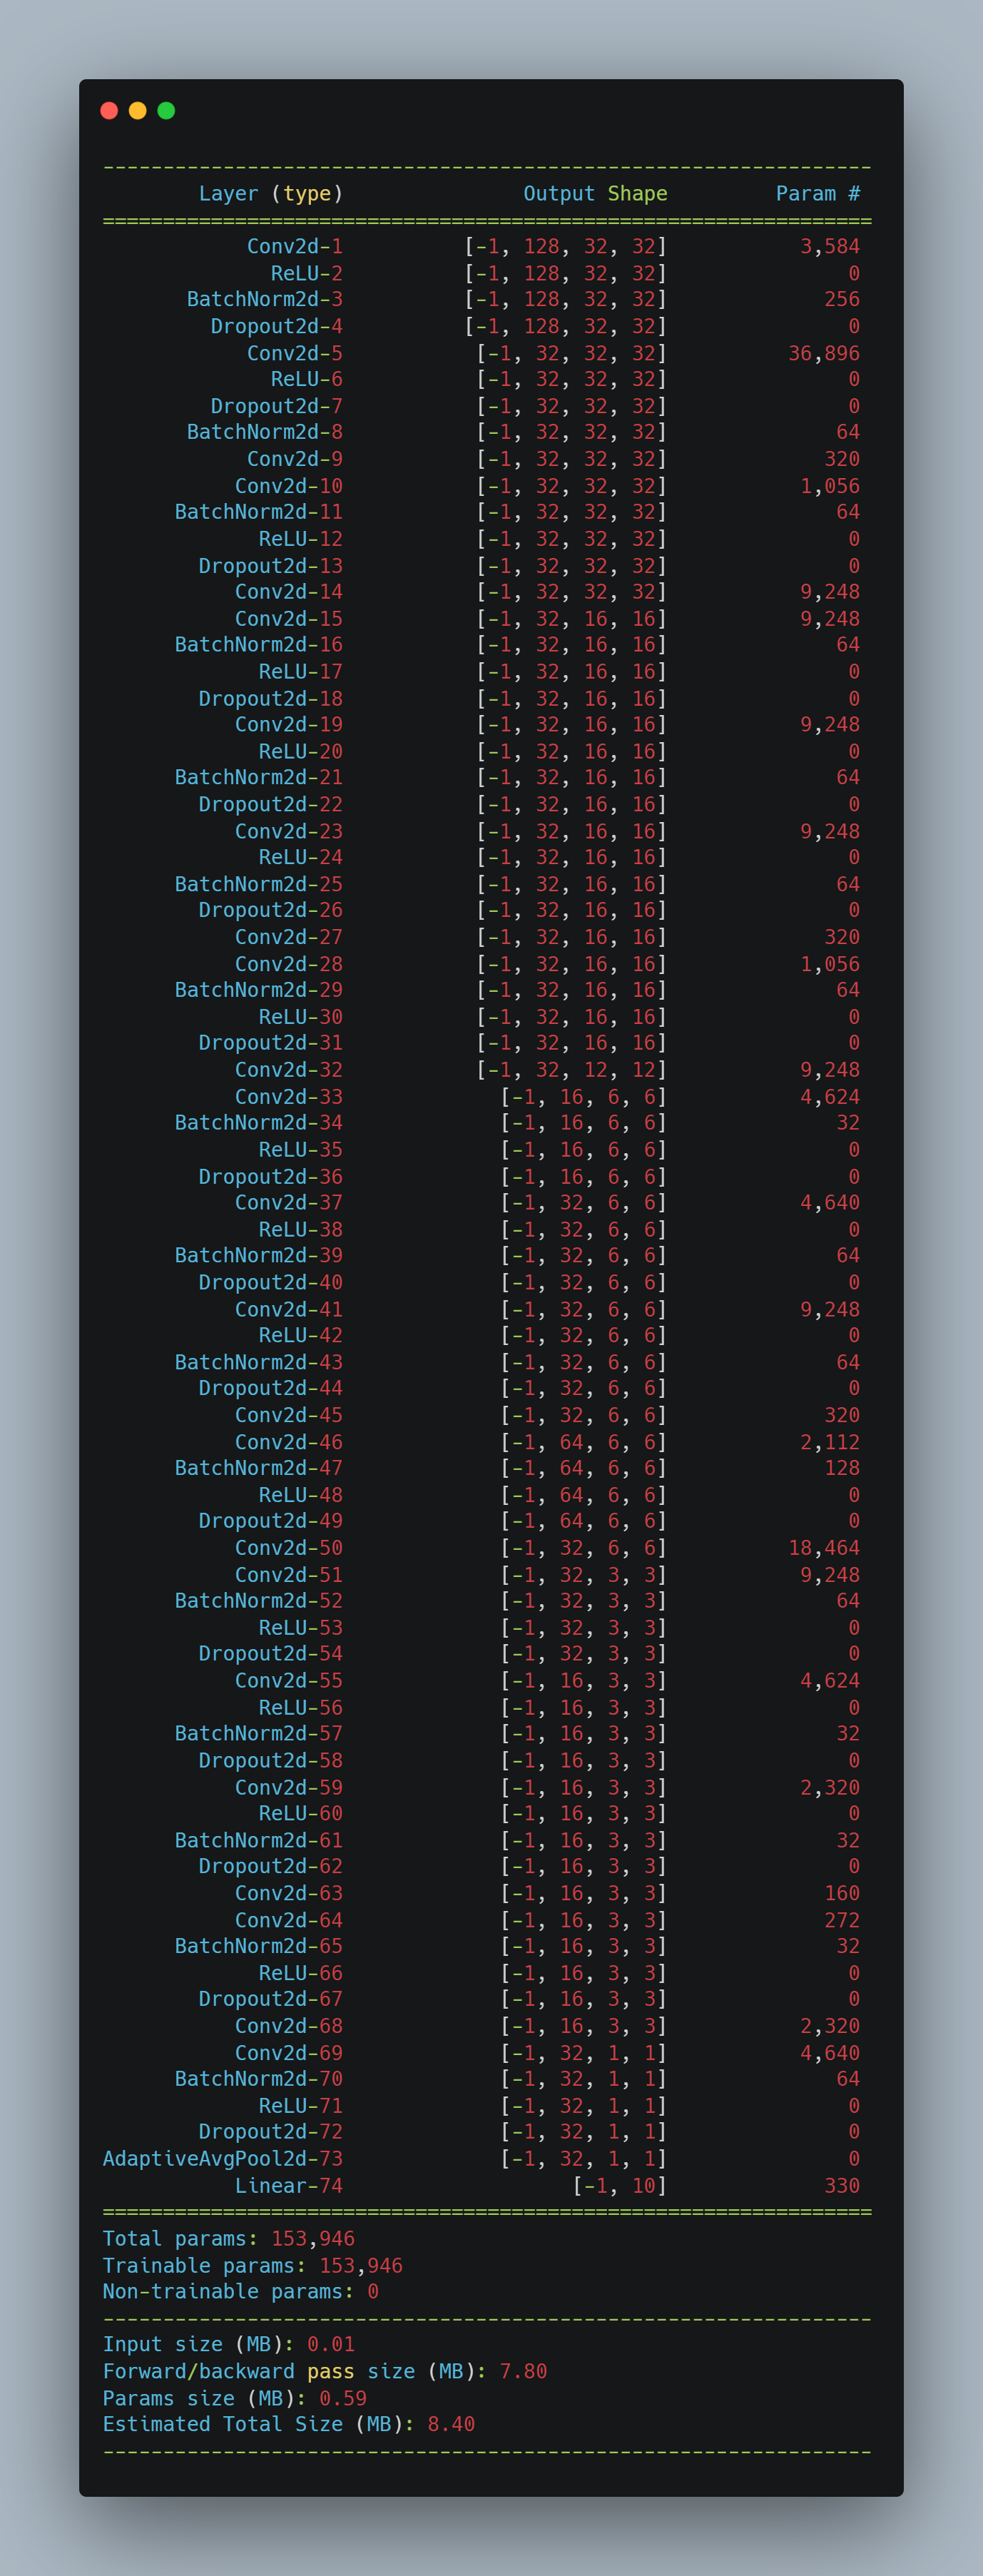 ----------------------------------------------------------------
Layer (type) Output Shape Param #
================================================================
Conv2d-1 [-1, 128, 32, 32] 3,584
ReLU-2 [-1, 128, 32, 32] 0
BatchNorm2d-3 [-1, 128, 32, 32] 256
Dropout2d-4 [-1, 128, 32, 32] 0
Conv2d-5 [-1, 32, 32, 32] 36,896
ReLU-6 [-1, 32, 32, 32] 0
Dropout2d-7 [-1, 32, 32, 32] 0
BatchNorm2d-8 [-1, 32, 32, 32] 64
Conv2d-9 [-1, 32, 32, 32] 320
Conv2d-10 [-1, 32, 32, 32] 1,056
BatchNorm2d-11 [-1, 32, 32, 32] 64
ReLU-12 [-1, 32, 32, 32] 0
Dropout2d-13 [-1, 32, 32, 32] 0
Conv2d-14 [-1, 32, 32, 32] 9,248
Conv2d-15 [-1, 32, 16, 16] 9,248
BatchNorm2d-16 [-1, 32, 16, 16] 64
ReLU-17 [-1, 32, 16, 16] 0
Dropout2d-18 [-1, 32, 16, 16] 0
Conv2d-19 [-1, 32, 16, 16] 9,248
ReLU-20 [-1, 32, 16, 16] 0
BatchNorm2d-21 [-1, 32, 16, 16] 64
Dropout2d-22 [-1, 32, 16, 16] 0
Conv2d-23 [-1, 32, 16, 16] 9,248
ReLU-24 [-1, 32, 16, 16] 0
BatchNorm2d-25 [-1, 32, 16, 16] 64
Dropout2d-26 [-1, 32, 16, 16] 0
Conv2d-27 [-1, 32, 16, 16] 320
Conv2d-28 [-1, 32, 16, 16] 1,056
BatchNorm2d-29 [-1, 32, 16, 16] 64
ReLU-30 [-1, 32, 16, 16] 0
Dropout2d-31 [-1, 32, 16, 16] 0
Conv2d-32 [-1, 32, 12, 12] 9,248
Conv2d-33 [-1, 16, 6, 6] 4,624
BatchNorm2d-34 [-1, 16, 6, 6] 32
ReLU-35 [-1, 16, 6, 6] 0
Dropout2d-36 [-1, 16, 6, 6] 0
Conv2d-37 [-1, 32, 6, 6] 4,640
ReLU-38 [-1, 32, 6, 6] 0
BatchNorm2d-39 [-1, 32, 6, 6] 64
Dropout2d-40 [-1, 32, 6, 6] 0
Conv2d-41 [-1, 32, 6, 6] 9,248
ReLU-42 [-1, 32, 6, 6] 0
BatchNorm2d-43 [-1, 32, 6, 6] 64
Dropout2d-44 [-1, 32, 6, 6] 0
Conv2d-45 [-1, 32, 6, 6] 320
Conv2d-46 [-1, 64, 6, 6] 2,112
BatchNorm2d-47 [-1, 64, 6, 6] 128
ReLU-48 [-1, 64, 6, 6] 0
Dropout2d-49 [-1, 64, 6, 6] 0
Conv2d-50 [-1, 32, 6, 6] 18,464
Conv2d-51 [-1, 32, 3, 3] 9,248
BatchNorm2d-52 [-1, 32, 3, 3] 64
ReLU-53 [-1, 32, 3, 3] 0
Dropout2d-54 [-1, 32, 3, 3] 0
Conv2d-55 [-1, 16, 3, 3] 4,624
ReLU-56 [-1, 16, 3, 3] 0
BatchNorm2d-57 [-1, 16, 3, 3] 32
Dropout2d-58 [-1, 16, 3, 3] 0
Conv2d-59 [-1, 16, 3, 3] 2,320
ReLU-60 [-1, 16, 3, 3] 0
BatchNorm2d-61 [-1, 16, 3, 3] 32
Dropout2d-62 [-1, 16, 3, 3] 0
Conv2d-63 [-1, 16, 3, 3] 160
Conv2d-64 [-1, 16, 3, 3] 272
BatchNorm2d-65 [-1, 16, 3, 3] 32
ReLU-66 [-1, 16, 3, 3] 0
Dropout2d-67 [-1, 16, 3, 3] 0
Conv2d-68 [-1, 16, 3, 3] 2,320
Conv2d-69 [-1, 32, 1, 1] 4,640
BatchNorm2d-70 [-1, 32, 1, 1] 64
ReLU-71 [-1, 32, 1, 1] 0
Dropout2d-72 [-1, 32, 1, 1] 0
AdaptiveAvgPool2d-73 [-1, 32, 1, 1] 0
Linear-74 [-1, 10] 330
================================================================
Total params: 153,946
Trainable params: 153,946
Non-trainable params: 0
----------------------------------------------------------------
Input size (MB): 0.01
Forward/backward pass size (MB): 7.80
Params size (MB): 0.59
Estimated Total Size (MB): 8.40
----------------------------------------------------------------